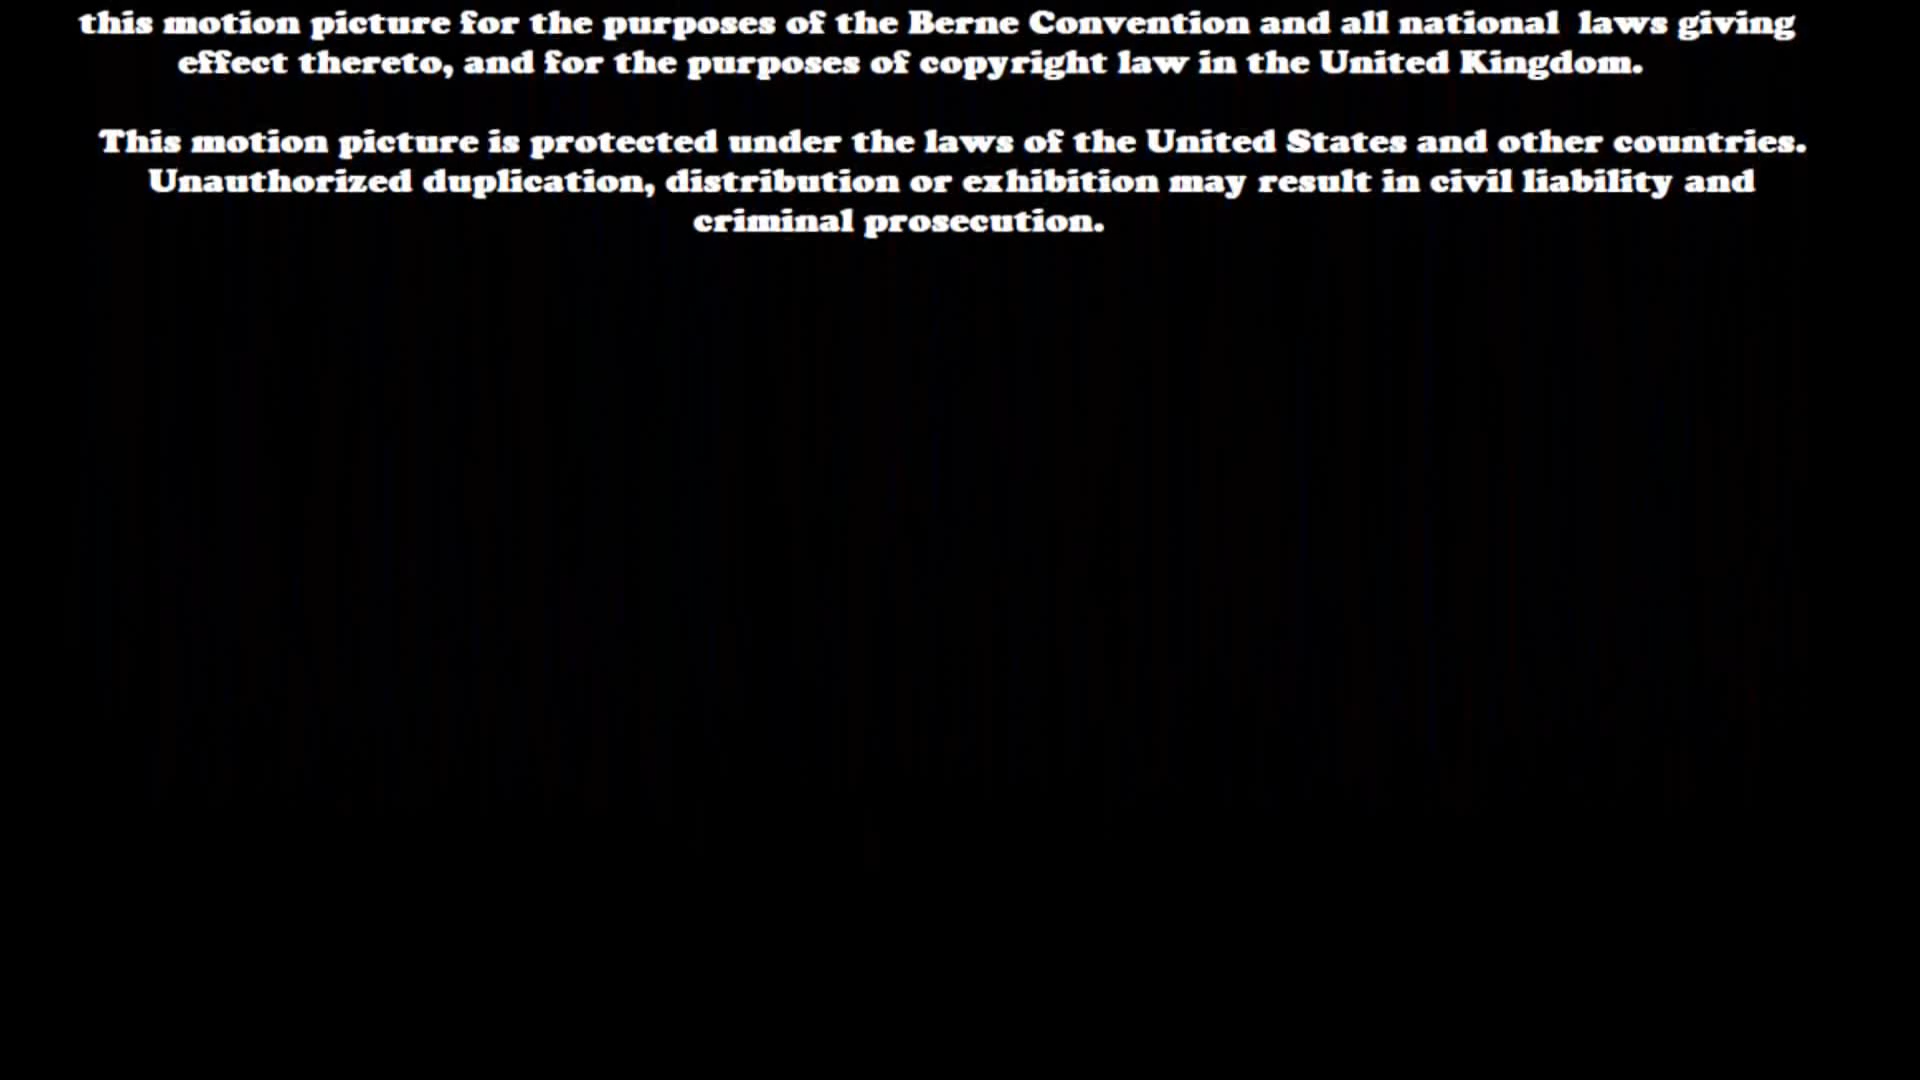 this motion picture for the purposes of the Berne Convention and all national laws giving
effect thereto, and for the purposes of copyright law in the United Kingdom.
This motion picture is protected under the laws of the United States and other countries.
Unauthorized duplication, distribution or exhibition may result in civil liability and
criminal prosecution.